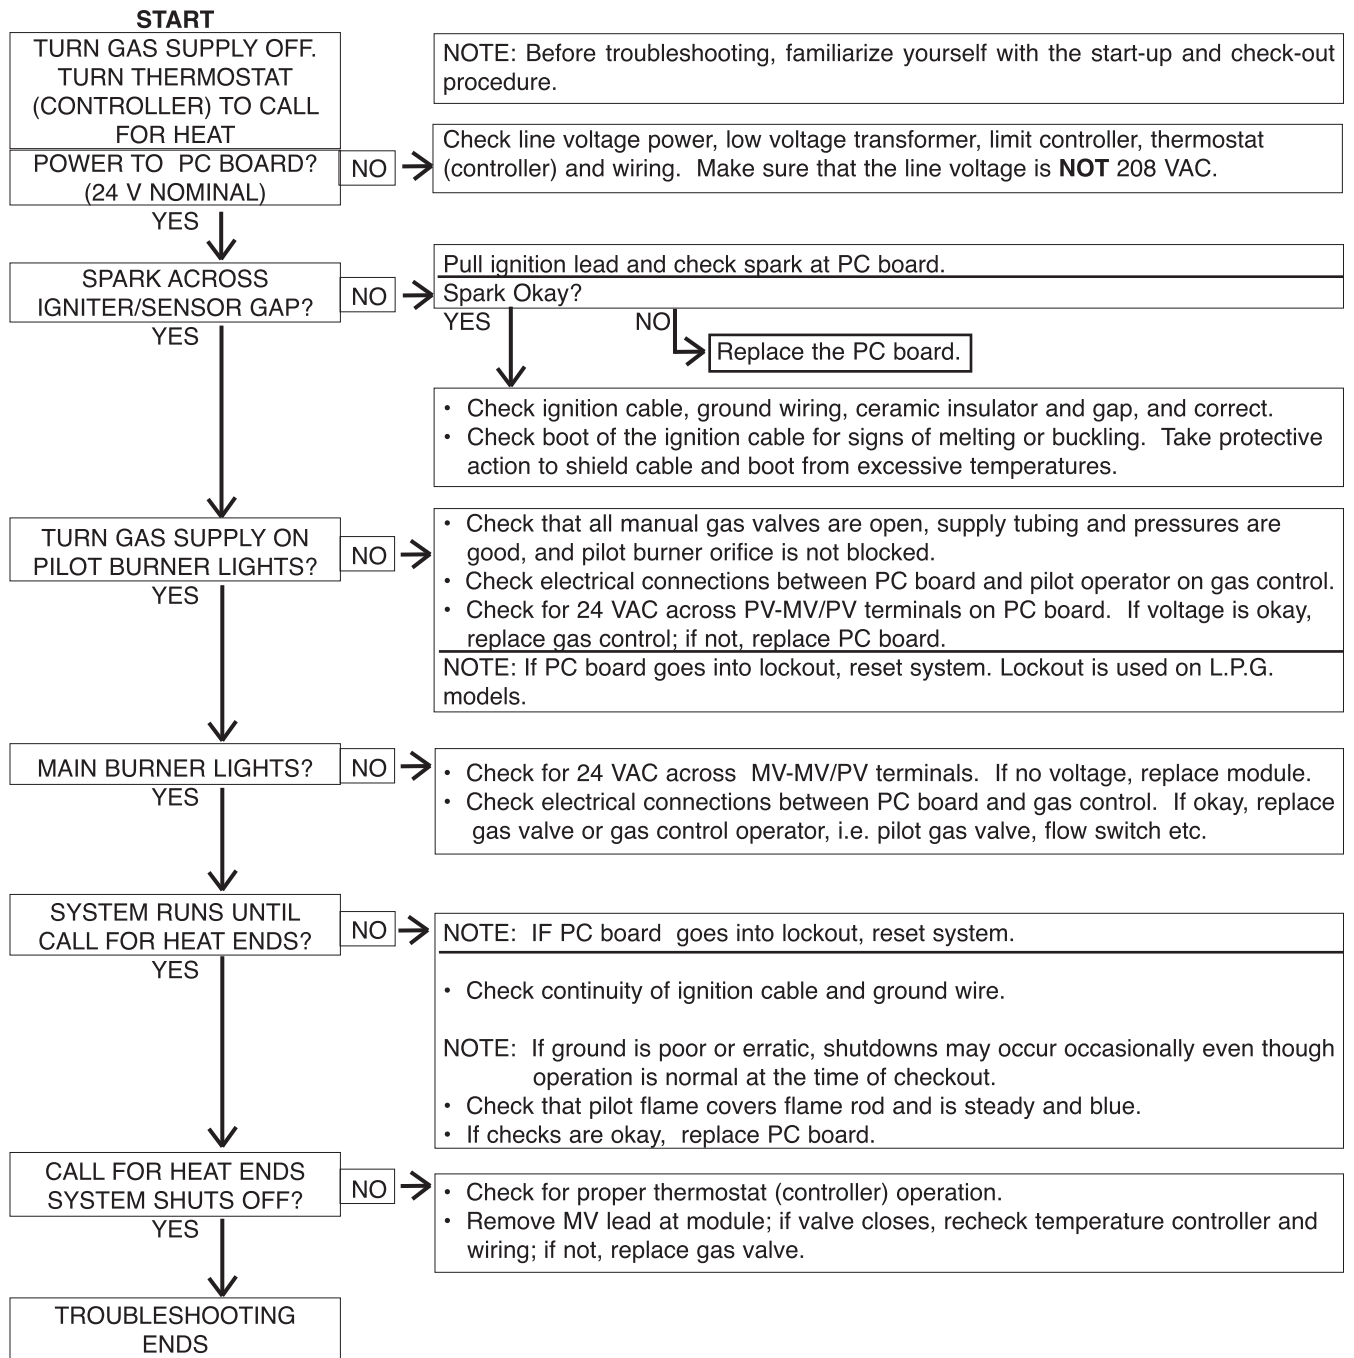 START
TURN GAS SUPPLY OFF.
TURN THERMOSTAT
(CONTROLLER) TO CALL
FOR HEAT
NOTE: Before troubleshooting, familiarize yourself with the start-up and check-out
procedure.
POWER TO PC BOARD?
(24 V NOMINAL)
NO
Check line voltage power, low voltage transformer, limit controller, thermostat
(controller) and wiring. Make sure that the line voltage is NOT 208 VAC.
YES
SPARK ACROSS
IGNITER/SENSOR GAP?
NO
Pull ignition lead and check spark at PC board.
Spark Okay?
YES
NO
Replace the PC board.
YES
• Check ignition cable, ground wiring, ceramic insulator and gap, and correct.
• Check boot of the ignition cable for signs of melting or buckling. Take protective
action to shield cable and boot from excessive temperatures.
TURN GAS SUPPLY ON
PILOT BURNER LIGHTS?
NO
• Check that all manual gas valves are open, supply tubing and pressures are
good, and pilot burner orifice is not blocked.
• Check electrical connections between PC board and pilot operator on gas control.
• Check for 24 VAC across PV-MV/PV terminals on PC board. If voltage is okay,
replace gas control; if not, replace PC board.
NOTE: If PC board goes into lockout, reset system. Lockout is used on L.P.G.
models.
YES
MAIN BURNER LIGHTS?
NO
• Check for 24 VAC across MV-MV/PV terminals. If no voltage, replace module.
• Check electrical connections between PC board and gas control. If okay, replace
gas valve or gas control operator, i.e. pilot gas valve, flow switch etc.
YES
SYSTEM RUNS UNTIL
CALL FOR HEAT ENDS?
NO
NOTE: IF PC board goes into lockout, reset system.
• Check continuity of ignition cable and ground wire.
NOTE: If ground is poor or erratic, shutdowns may occur occasionally even though
operation is normal at the time of checkout.
• Check that pilot flame covers flame rod and is steady and blue.
• If checks are okay, replace PC board.
YES
CALL FOR HEAT ENDS
SYSTEM SHUTS OFF?
NO
• Check for proper thermostat (controller) operation.
• Remove MV lead at module; if valve closes, recheck temperature controller and
wiring; if not, replace gas valve.
YES
TROUBLESHOOTING
ENDS